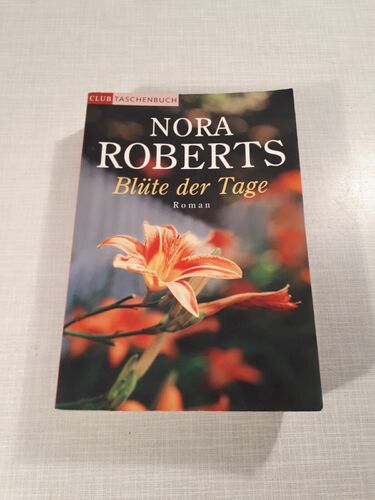 CLUB TASCHENBUCH
NORA
ROBERTS
Blüte der Tage
Roman